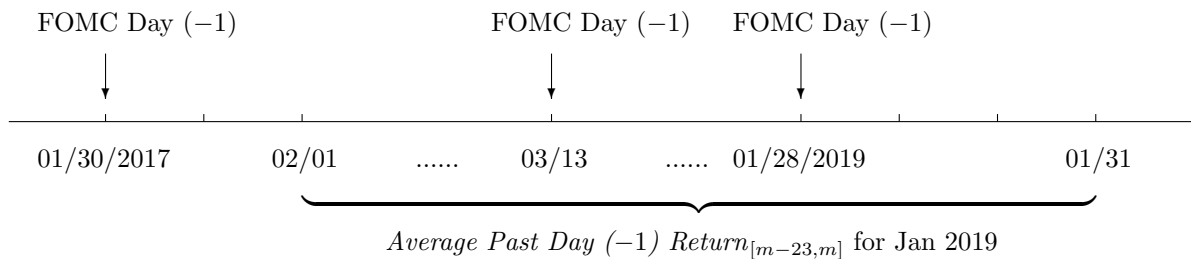 FOMC Day (−1) FOMC Day (−1) FOMC Day (−1)
01/30/2017 02/01 ...... 03/13 ...... 01/28/2019 01/31
Average Past Day (−1) Return[m−23,m] for Jan 2019